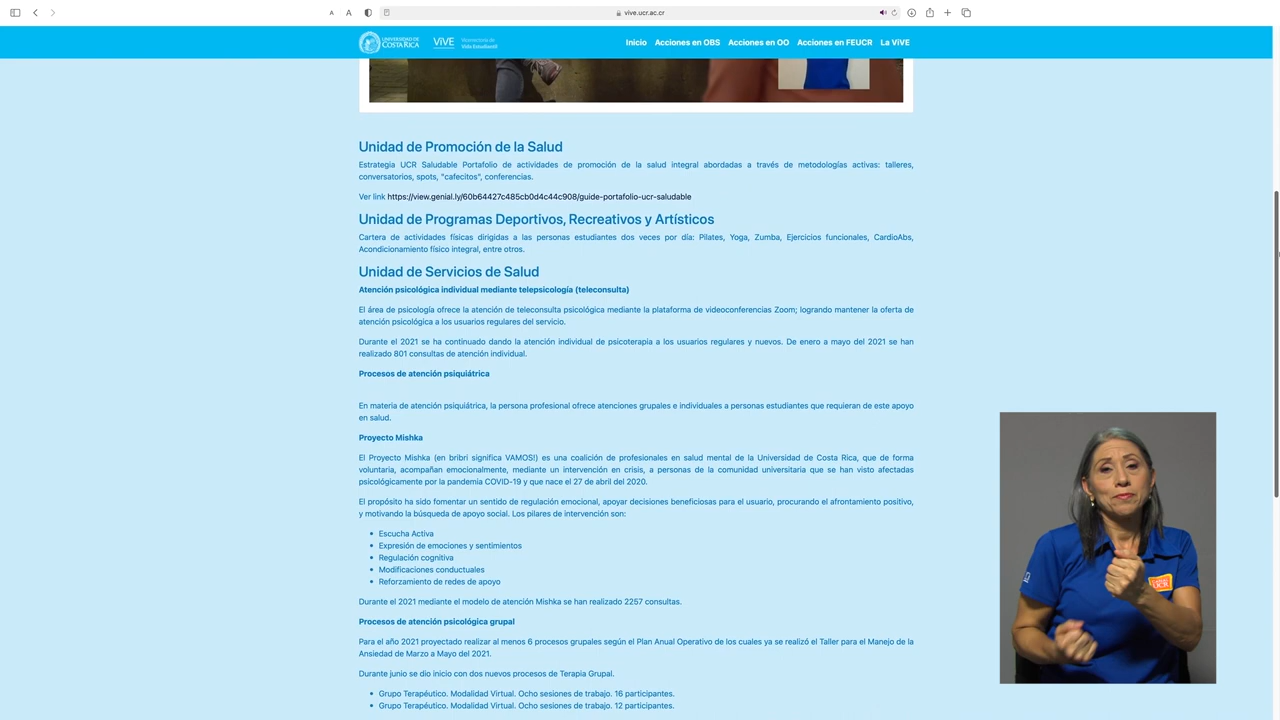 A A vive.ucr.ac.cr
UNIVERSIDAD DE
COSTA RICA
ViVE
Vicerrectoría de
Vida Estudiantil
Inicio Acciones en OBS Acciones en OO Acciones en FEUCR La ViVE
Unidad de Promoción de la Salud
Estrategia UCR Saludable Portafolio de actividades de promoción de la salud integral abordadas a través de metodologías activas: talleres,
conversatorios, spots, "cafecitos", conferencias.
Ver link https://view.genial.ly/60b64427c485cb0d4c44c908/guide-portafolio-ucr-saludable
Unidad de Programas Deportivos, Recreativos y Artísticos
Cartera de actividades físicas dirigidas a las personas estudiantes dos veces por día: Pilates, Yoga, Zumba, Ejercicios funcionales, CardioAbs,
Acondicionamiento físico integral, entre otros.
Unidad de Servicios de Salud
Atención psicológica individual mediante telepsicología (teleconsulta)
El área de psicología ofrece la atención de teleconsulta psicológica mediante la plataforma de videoconferencias Zoom; logrando mantener la oferta de
atención psicológica a los usuarios regulares del servicio.
Durante el 2021 se ha continuado dando la atención individual de psicoterapia a los usuarios regulares y nuevos. De enero a mayo del 2021 se han
realizado 801 consultas de atención individual.
Procesos de atención psiquiátrica
En materia de atención psiquiátrica, la persona profesional ofrece atenciones grupales e individuales a personas estudiantes que requieran de este apoyo
en salud.
Proyecto Mishka
El Proyecto Mishka (en bribri significa VAMOS!) es una coalición de profesionales en salud mental de la Universidad de Costa Rica, que de forma
voluntaria, acompañan emocionalmente, mediante un intervención en crisis, a personas de la comunidad universitaria que se han visto afectadas
psicológicamente por la pandemia COVID-19 y que nace el 27 de abril del 2020.
El propósito ha sido fomentar un sentido de regulación emocional, apoyar decisiones beneficiosas para el usuario, procurando el afrontamiento positivo,
y motivando la búsqueda de apoyo social. Los pilares de intervención son:
• Escucha Activa
• Expresión de emociones y sentimientos
• Regulación cognitiva
• Modificaciones conductuales
• Reforzamiento de redes de apoyo
Durante el 2021 mediante el modelo de atención Mishka se han realizado 2257 consultas.
Procesos de atención psicológica grupal
Para el año 2021 proyectado realizar al menos 6 procesos grupales según el Plan Anual Operativo de los cuales ya se realizó el Taller para el Manejo de la
Ansiedad de Marzo a Mayo del 2021.
Durante junio se dio inicio con dos nuevos procesos de Terapia Grupal.
• Grupo Terapéutico. Modalidad Virtual. Ocho sesiones de trabajo. 16 participantes.
• Grupo Terapéutico. Modalidad Virtual. Ocho sesiones de trabajo. 12 participantes.